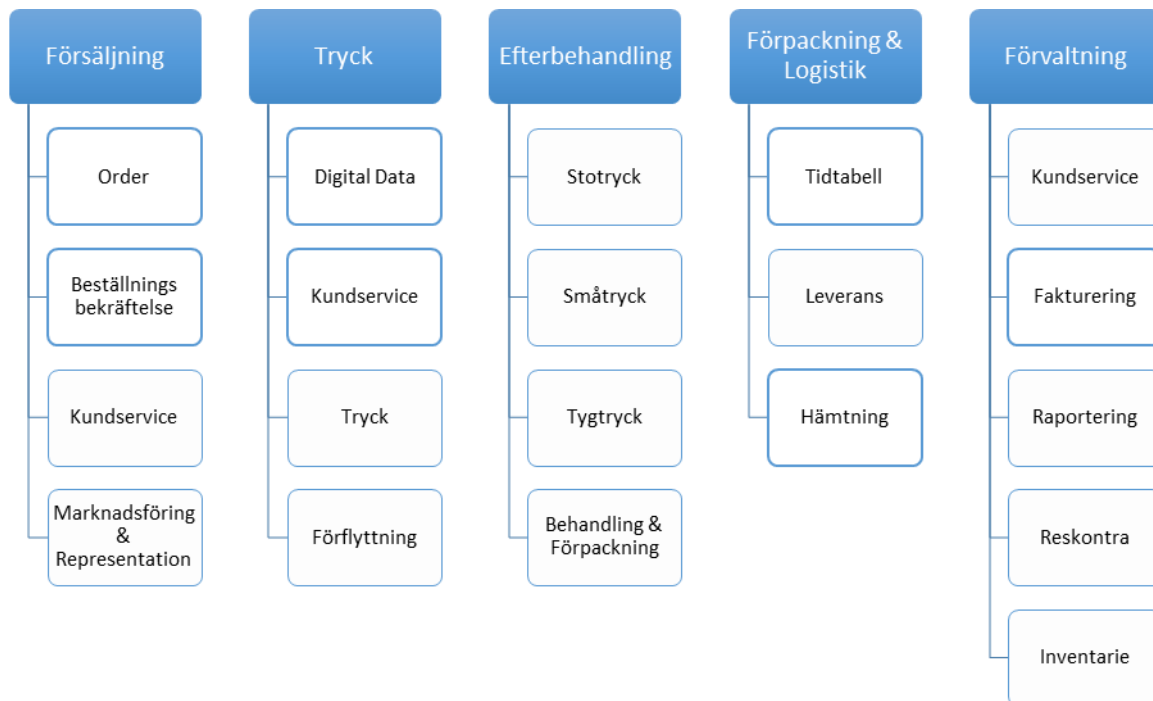 Försäljning
Order
Beställnings
bekräftelse
Kundservice
Marknadsföring
&
Representation
Tryck
Digital Data
Kundservice
Tryck
Förflyttning
Efterbehandling
Stotryck
Småtryck
Tygtryck
Behandling &
Förpackning
Förpackning &
Logistik
Tidtabell
Leverans
Hämtning
Förvaltning
Kundservice
Fakturering
Raportering
Reskontra
Inventarie